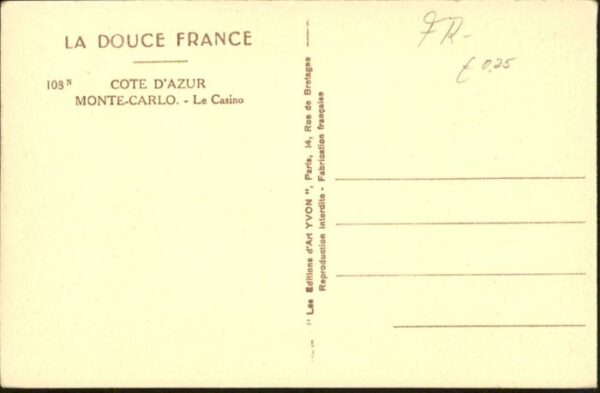 LA DOUCE FRANCE
108 N COTE D'AZUR
MONTE-CARLO. - Le Casino
" Les Editions d'Art YVON ", Paris, 14, Rue de Bretagne
Reproduction interdite - Fabrication française
FR-
£ 0.25